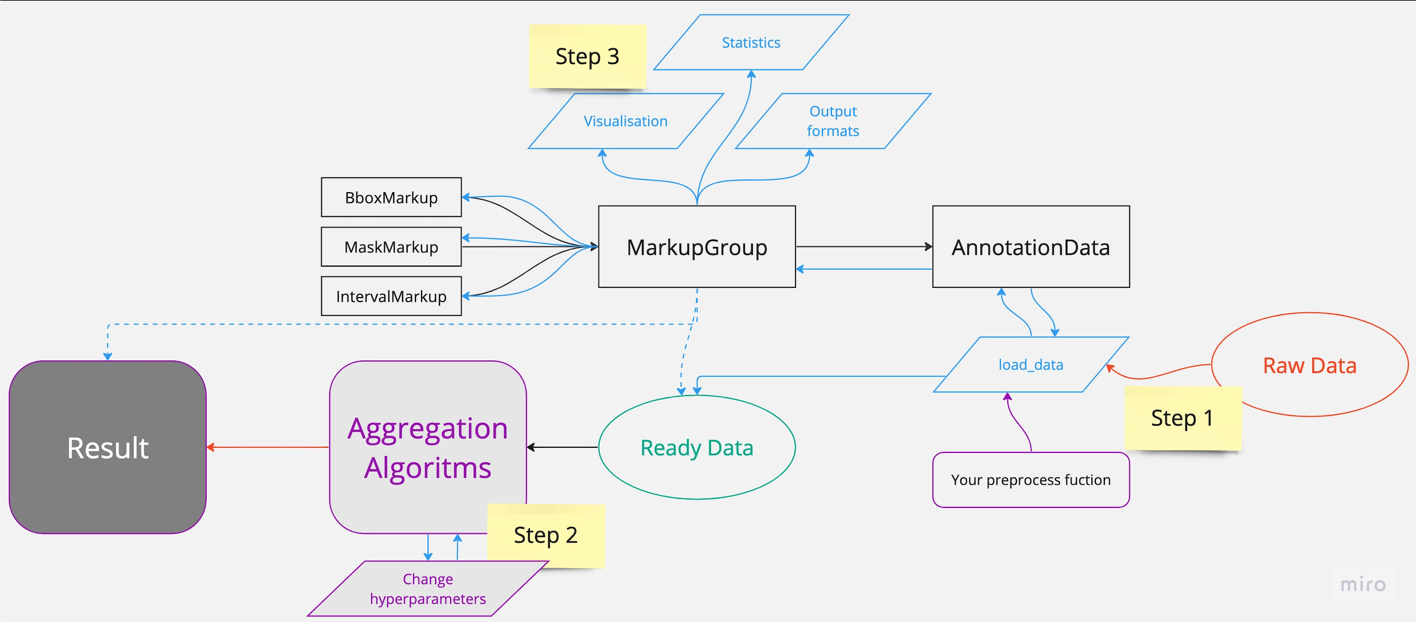 Step 3
Statistics
Visualisation
Output
formats
BboxMarkup
MaskMarkup
IntervalMarkup
MarkupGroup
AnnotationData
load_data
Raw Data
Step 1
Your preprocess fuction
Result
Aggregation
Algoritms
Ready Data
Step 2
Change
hyperparameters
miro